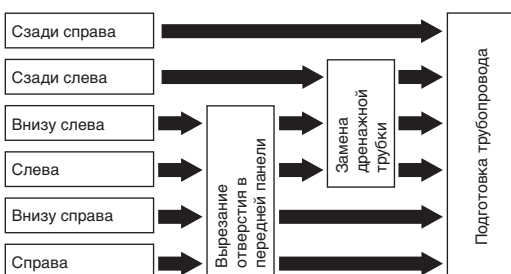 Сзади справа
Сзади слева
Внизу слева
Слева
Внизу справа
Справа
Вырезание
отверстия в
передней панели
Замена
дренажной
трубки
Подготовка трубопровода